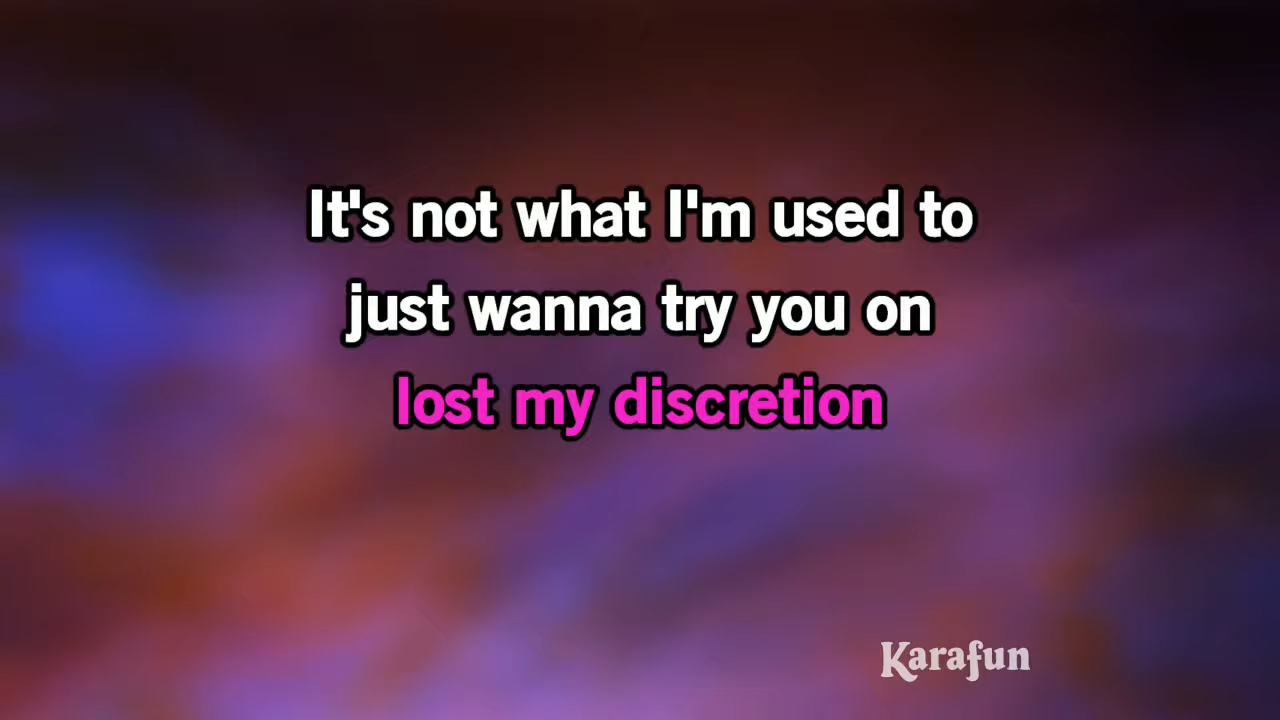 It's not what I'm used to
just wanna try you on
lost my discretion
Karafun